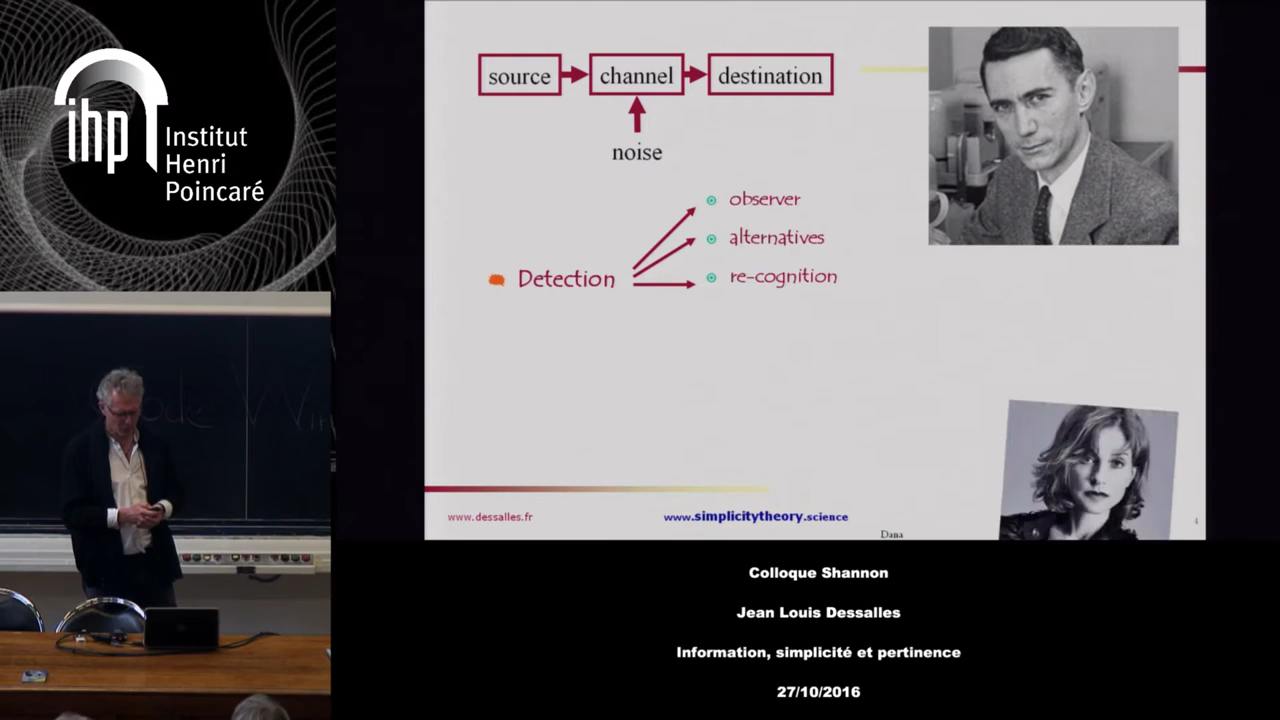 ihp
Institut
Henri
Poincaré
source
channel
destination
noise
observer
alternatives
Detection
re-cognition
www.dessalles.fr
www.simplicitytheory.science
Dana
4
Colloque Shannon
Jean Louis Dessalles
Information, simplicité et pertinence
27/10/2016